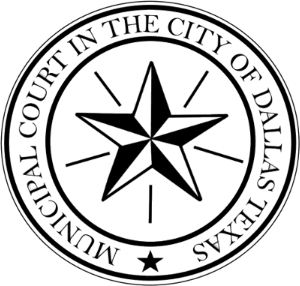 MUNICIPAL COURT IN THE CITY OF DALLAS TEXAS